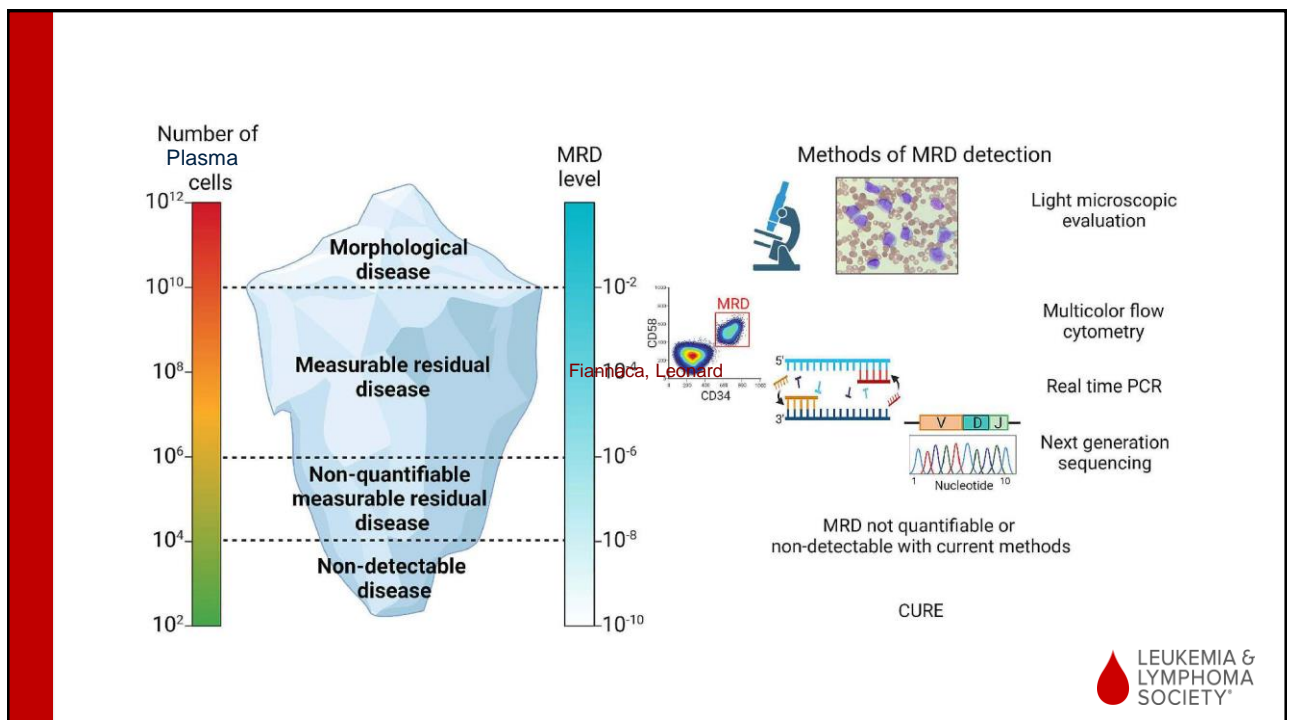 Number of
Plasma
cells
10¹²
10¹⁰
10⁸
10⁶
10⁴
10²
Morphological
disease
Measurable residual
disease
Non-quantifiable
measurable residual
disease
Non-detectable
disease
MRD
level
10⁻²
10⁻⁴
10⁻⁶
10⁻⁸
10⁻¹⁰
Fiannaca, Leonard
Methods of MRD detection
Light microscopic
evaluation
MRD
CD58
CD34
Multicolor flow
cytometry
5'
3'
Real time PCR
V D J
1 10
Nucleotide
Next generation
sequencing
MRD not quantifiable or
non-detectable with current methods
CURE
LEUKEMIA &
LYMPHOMA
SOCIETY®